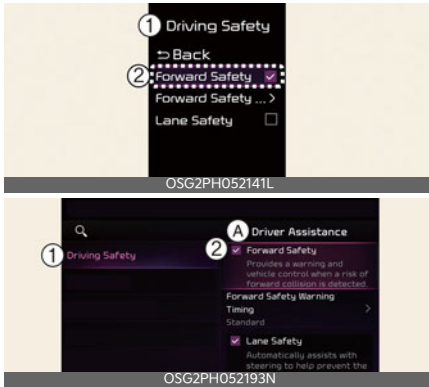 1 Driving Safety
Back
2 Forward Safety
Forward Safety ... >
Lane Safety
OSG2PH052141L
A Driver Assistance
1 Driving Safety
2 Forward Safety
Provides a warning and
vehicle control when a risk of
forward collision is detected.
Forward Safety Warning
Timing >
Standard
Lane Safety
Automatically assists with
steering to help prevent the
OSG2PH052193N